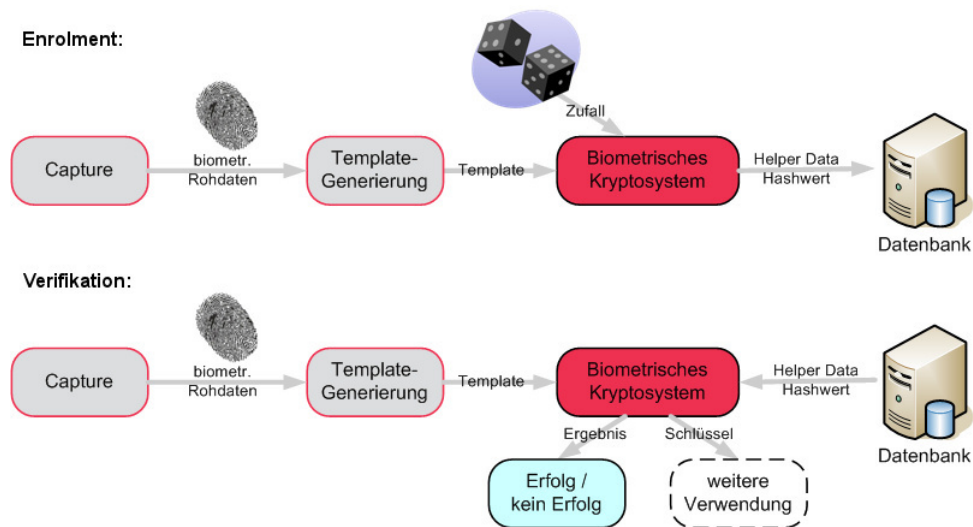 Enrolment:
Zufall
Capture
biometr.
Rohdaten
Template-
Generierung
Template
Biometrisches
Kryptosystem
Helper Data
Hashwert
Datenbank
Verifikation:
Capture
biometr.
Rohdaten
Template-
Generierung
Template
Biometrisches
Kryptosystem
Helper Data
Hashwert
Datenbank
Ergebnis
Schlüssel
Erfolg /
kein Erfolg
weitere
Verwendung